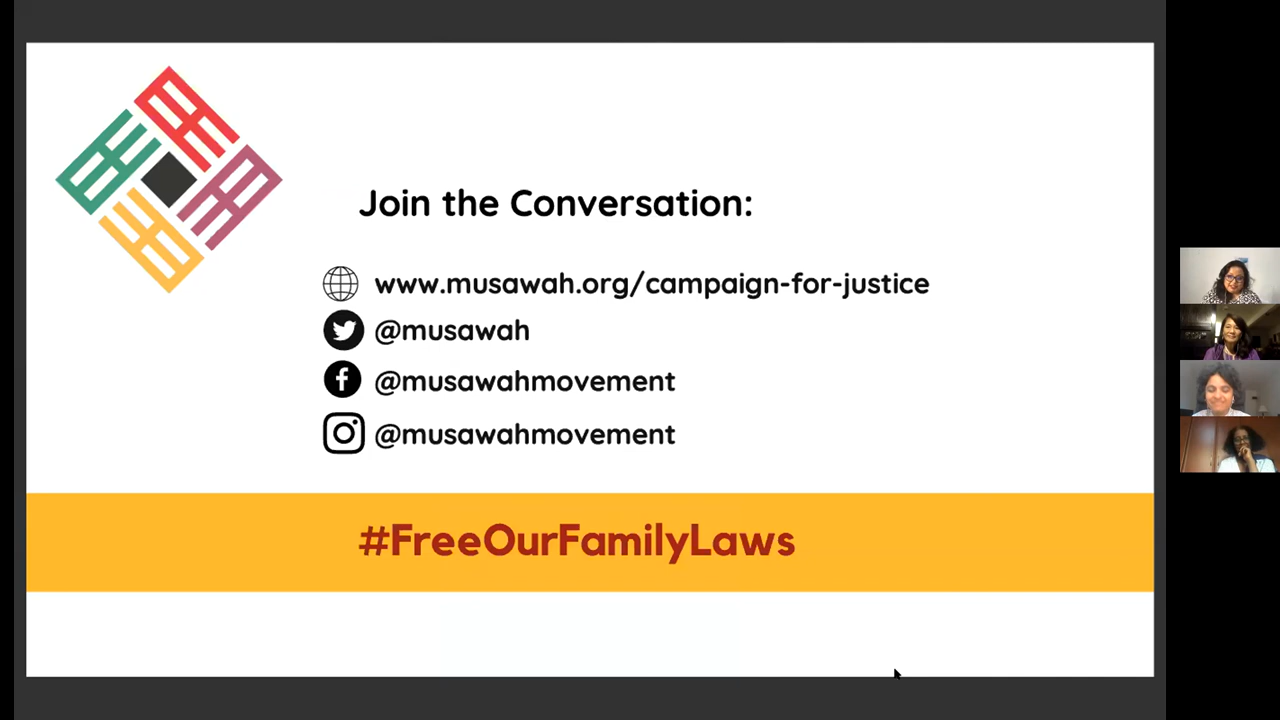 Join the Conversation:
www.musawah.org/campaign-for-justice
@musawah
@musawahmovement
@musawahmovement
#FreeOurFamilyLaws